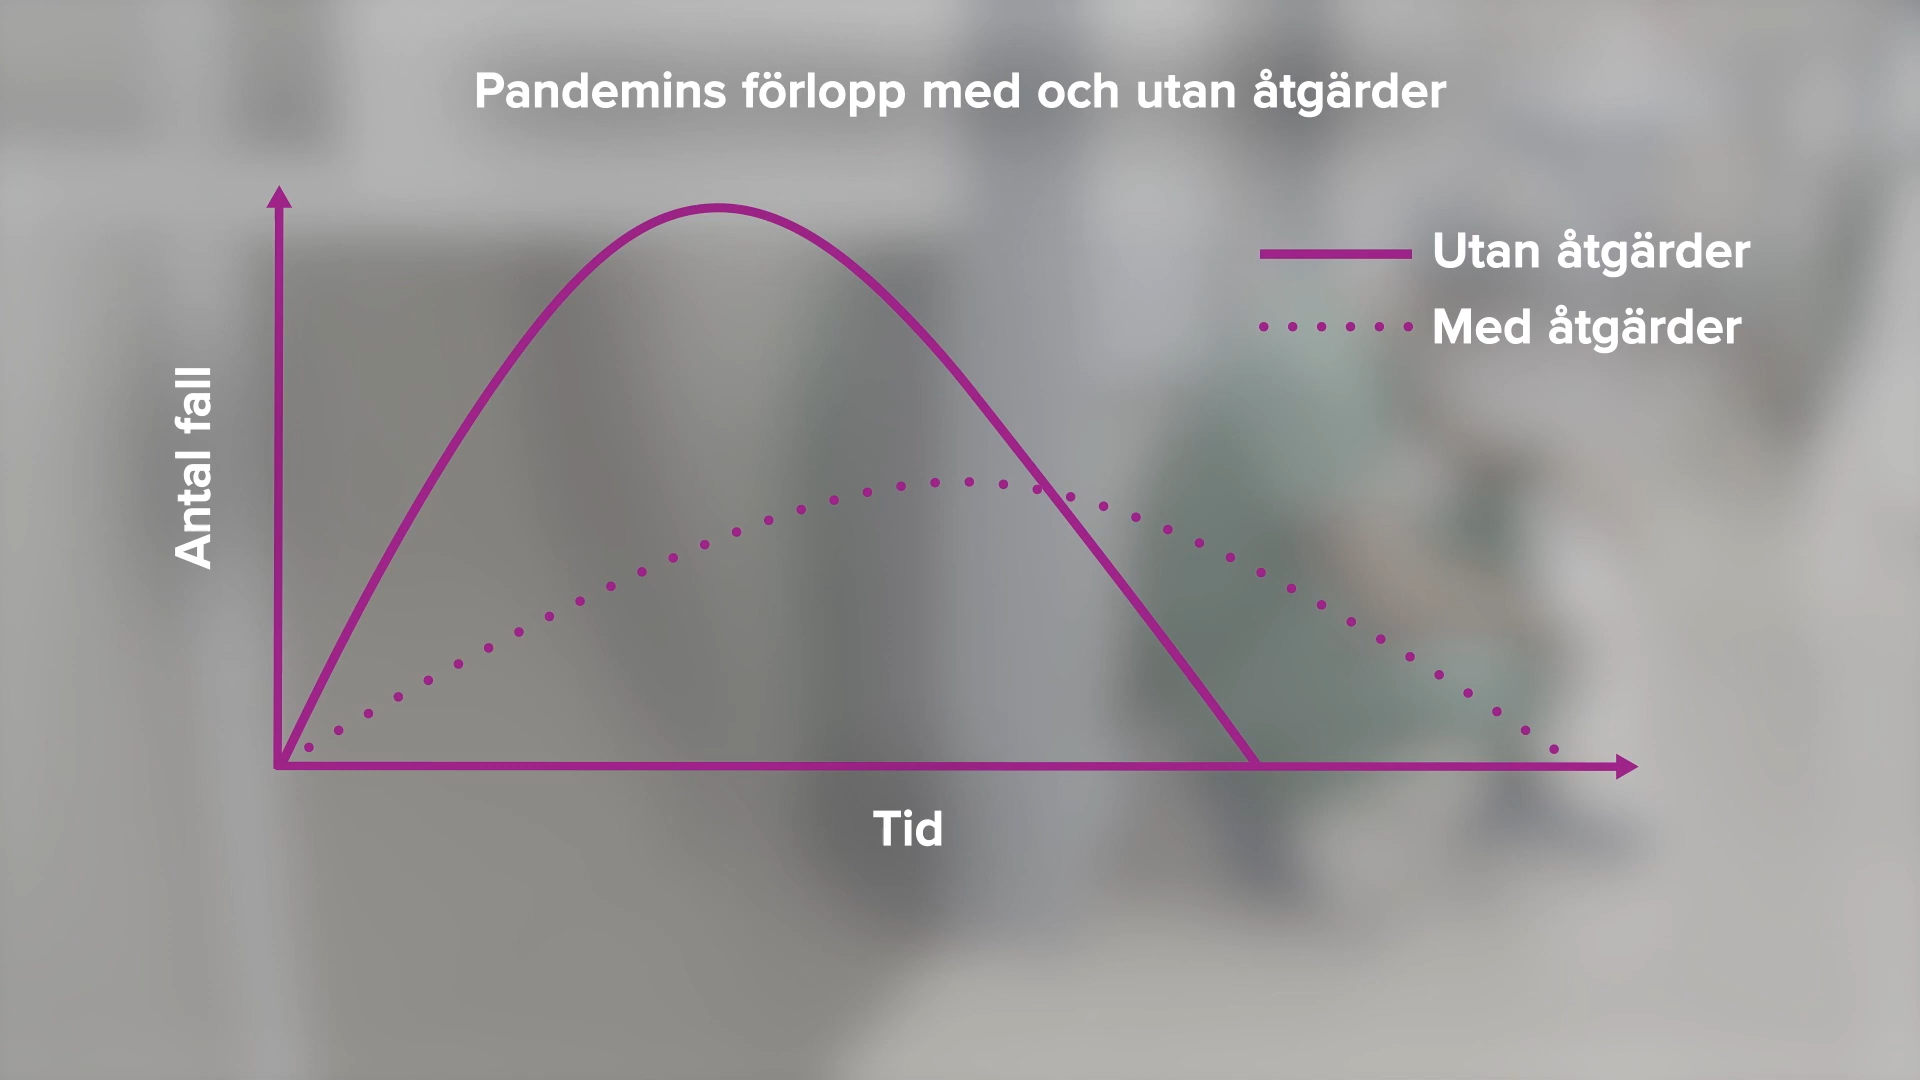 Pandemins förlopp med och utan åtgärder
Utan åtgärder
Med åtgärder
Antal fall
Tid